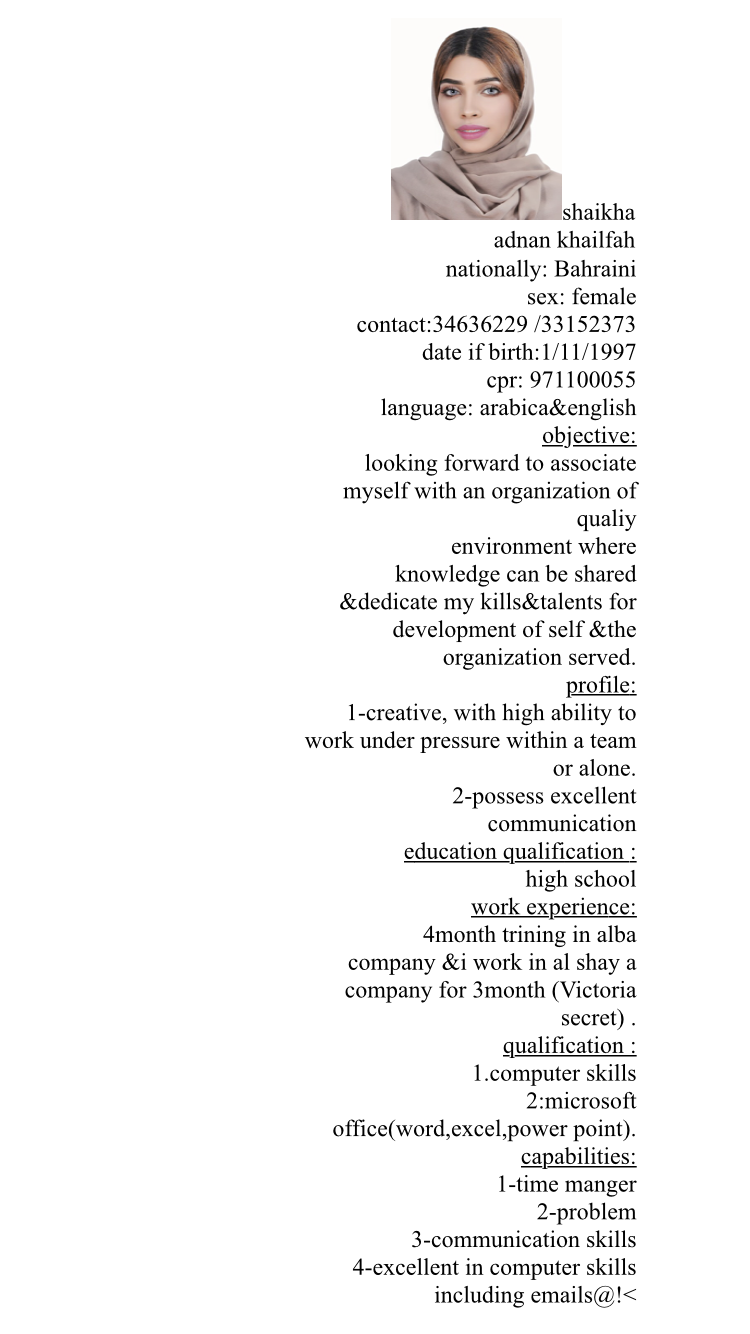 shaikha
adnan khailfah
nationally: Bahraini
sex: female
contact:34636229 /33152373
date if birth:1/11/1997
cpr: 971100055
language: arabica&english
objective:
looking forward to associate
myself with an organization of
qualiy
environment where
knowledge can be shared
&dedicate my kills&talents for
development of self &the
organization served.
profile:
1-creative, with high ability to
work under pressure within a team
or alone.
2-possess excellent
communication
education qualification :
high school
work experience:
4month trining in alba
company &i work in al shay a
company for 3month (Victoria
secret) .
qualification :
1.computer skills
2:microsoft
office(word,excel,power point).
capabilities:
1-time manger
2-problem
3-communication skills
4-excellent in computer skills
including emails@!<